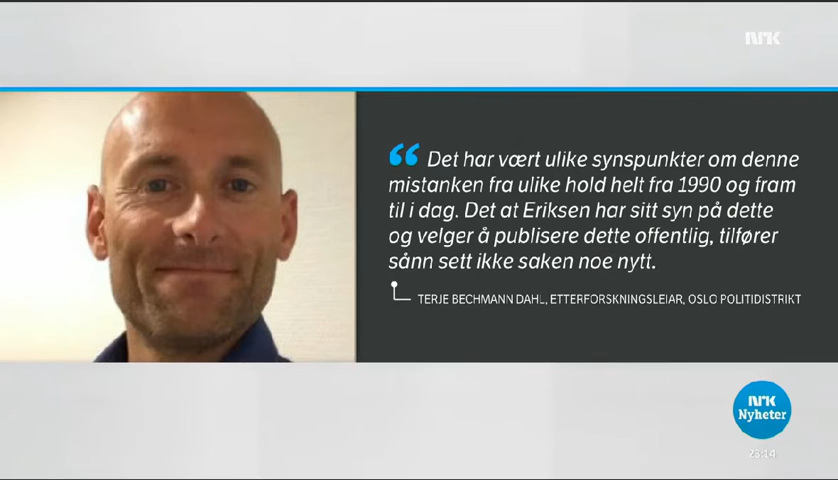 NRK
“ Det har vært ulike synspunkter om denne
mistanken fra ulike hold helt fra 1990 og fram
til i dag. Det at Eriksen har sitt syn på dette
og velger å publisere dette offentlig, tilfører
sånn sett ikke saken noe nytt.
TERJE BECHMANN DAHL, ETTERFORSKNINGSLEIAR, OSLO POLITIDISTRIKT
NRK
Nyheter
23:14